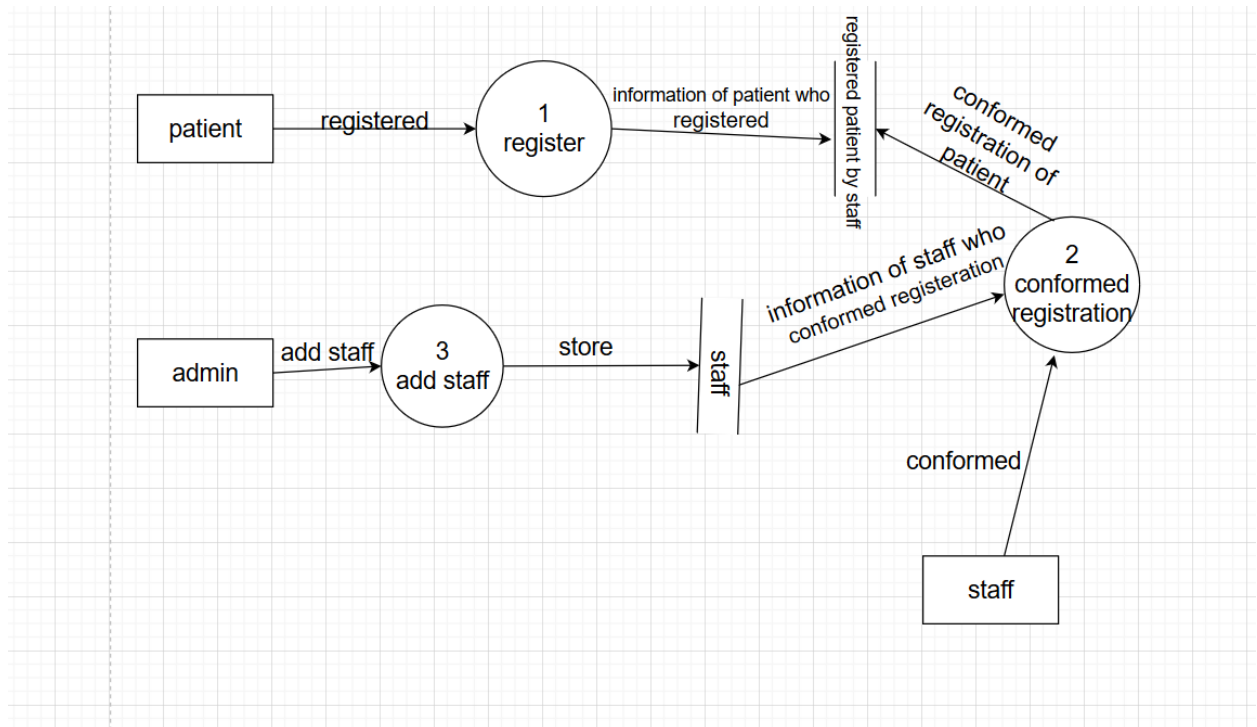 patient
registered
1
register
information of patient who
registered
registered patient by staff
conformed
registration of
patient
2
conformed
registration
information of staff who
conformed registeration
admin
add staff
3
add staff
store
staff
conformed
staff